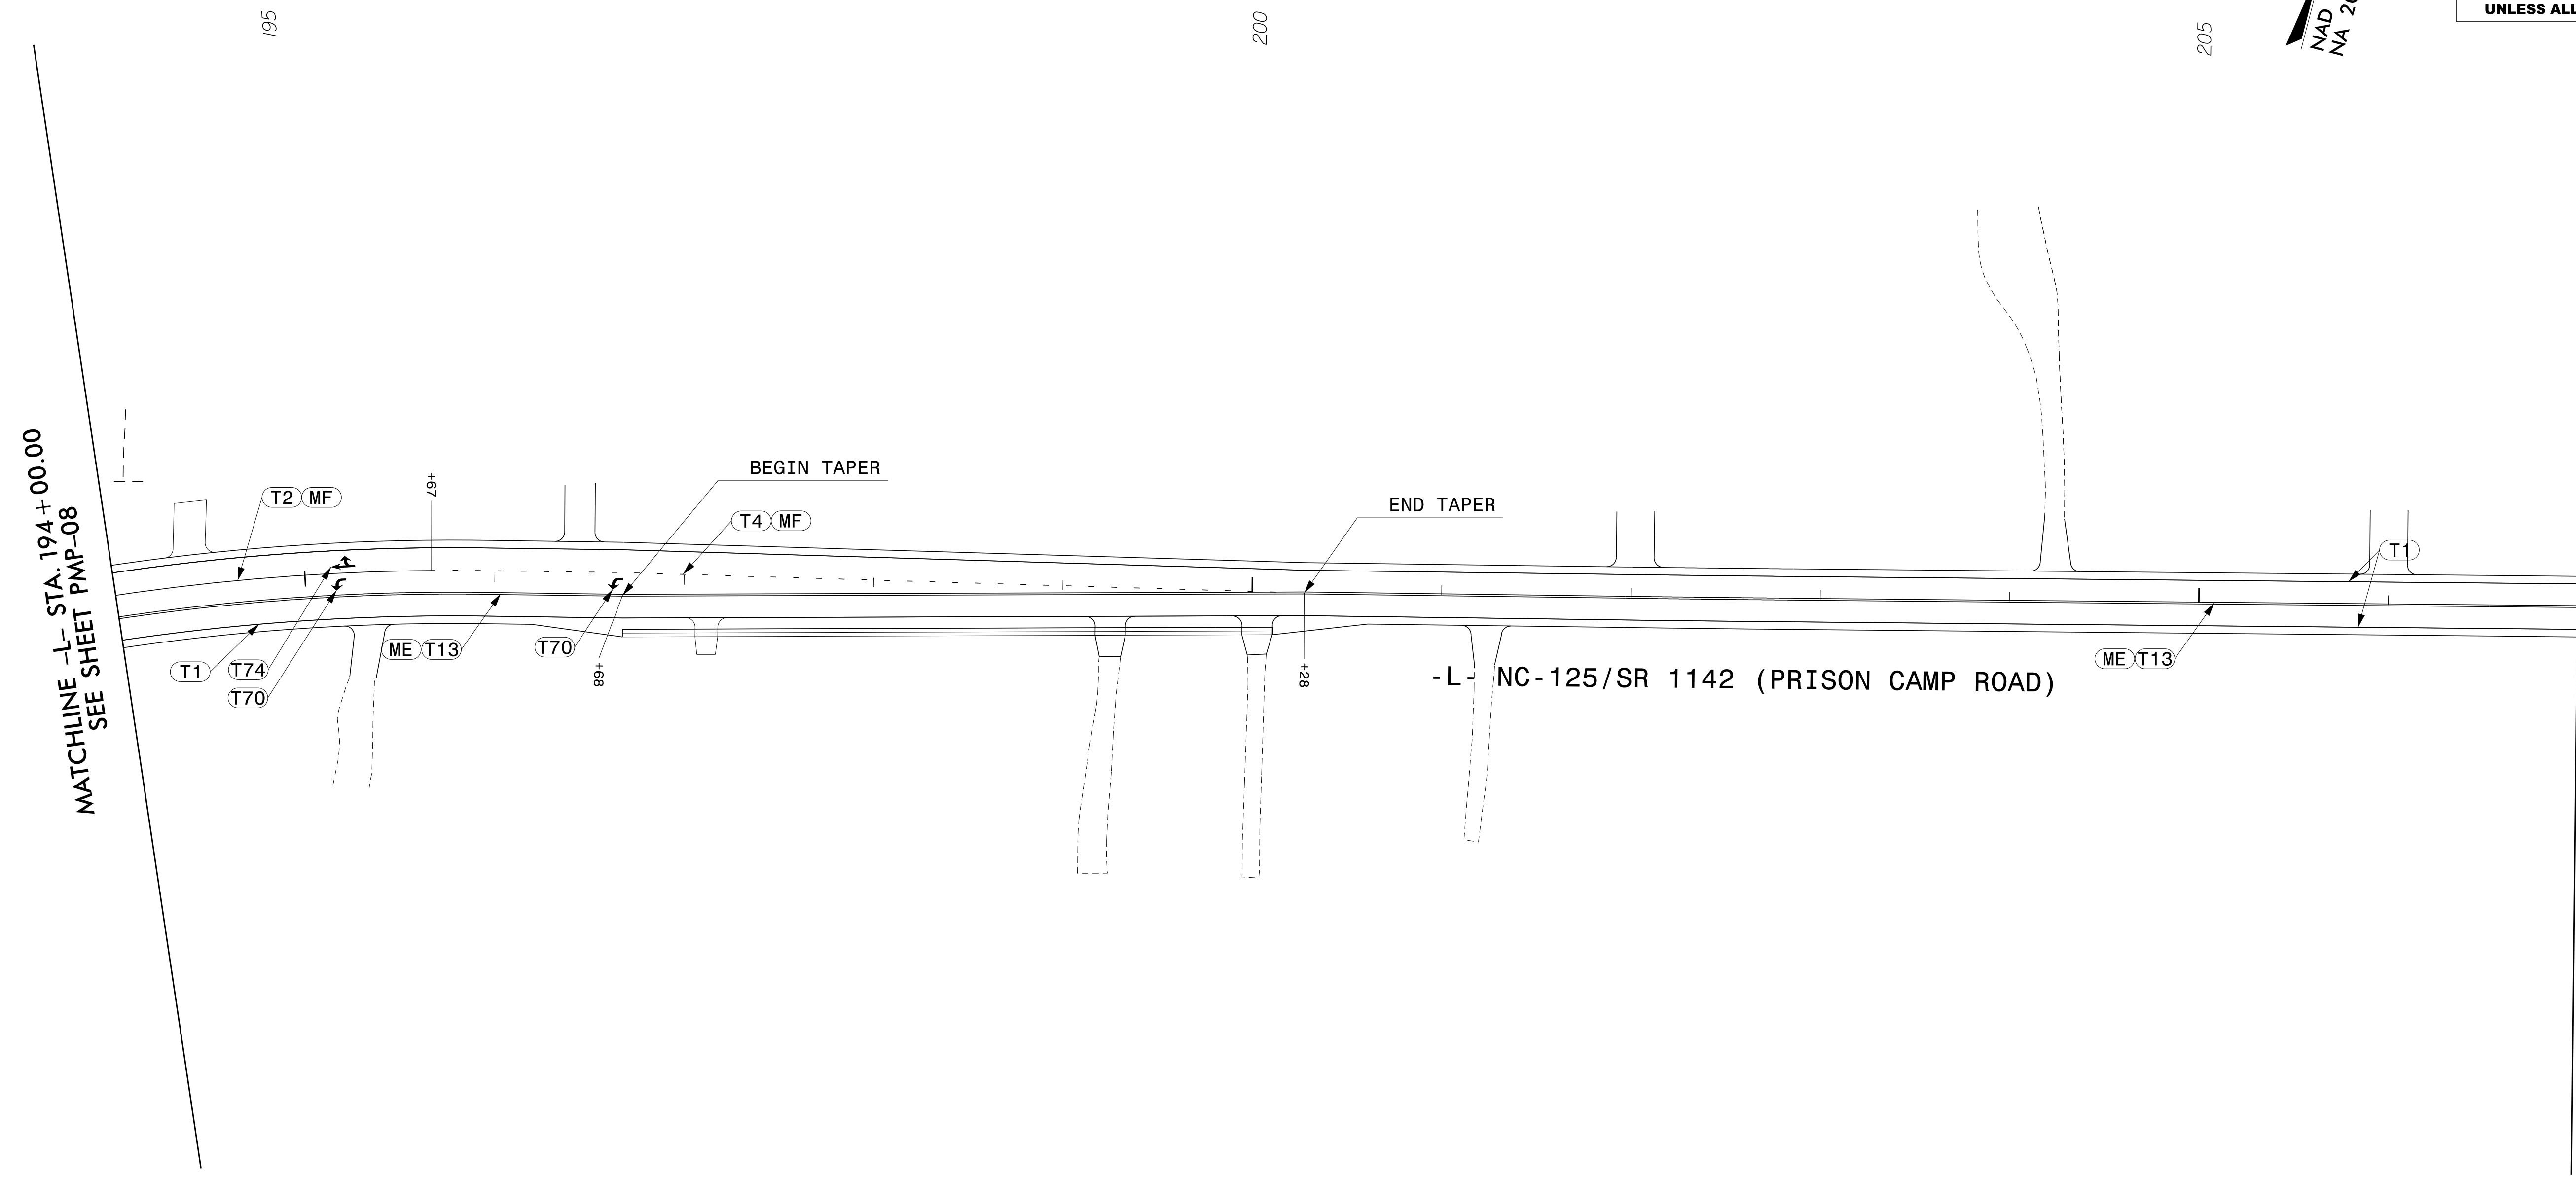 195
200
205
NAD
NA
UNLESS ALL
MATCHLINE -L- STA. 194+00.00
SEE SHEET PMP-08
T2 MF
+67
BEGIN TAPER
T4 MF
END TAPER
T1
T1
T74
T70
ME T13
T70
+68
+28
-L- NC-125/SR 1142 (PRISON CAMP ROAD)
ME T13